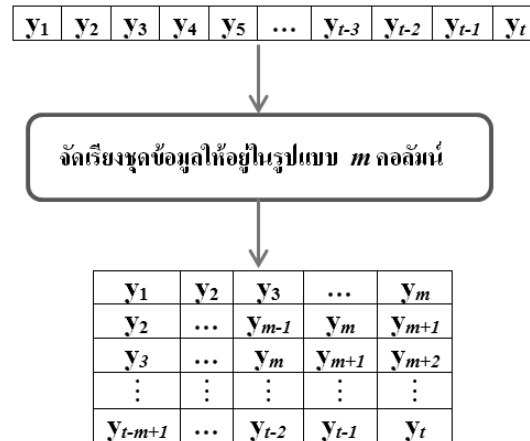 y1 y2 y3 y4 y5 ... yt-3 yt-2 yt-1 yt
จัดเรียงชุดข้อมูลให้อยู่ในรูปแบบ m คอลัมน์
y1 y2 y3 ... ym
y2 ... ym-1 ym ym+1
y3 ... ym ym+1 ym+2
⋮ ⋮ ⋮ ⋮ ⋮
yt-m+1 ... yt-2 yt-1 yt